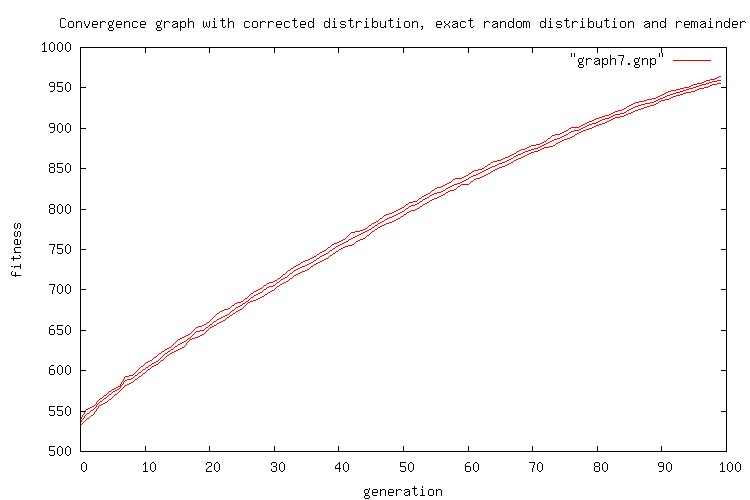 Convergence graph with corrected distribution, exact random distribution and remainder
1000
"graph7.gnp"
950
900
850
800
750
700
650
600
550
500
fitness
0 10 20 30 40 50 60 70 80 90 100
generation